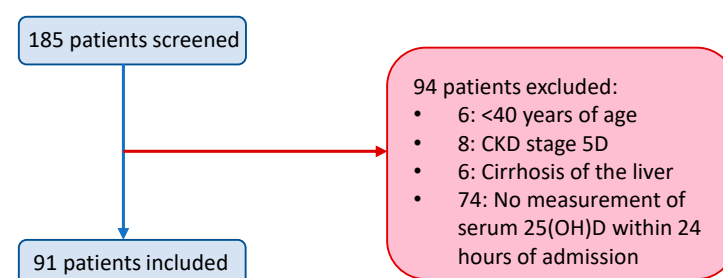 185 patients screened
94 patients excluded:
• 6: <40 years of age
• 8: CKD stage 5D
• 6: Cirrhosis of the liver
• 74: No measurement of
serum 25(OH)D within 24
hours of admission
91 patients included